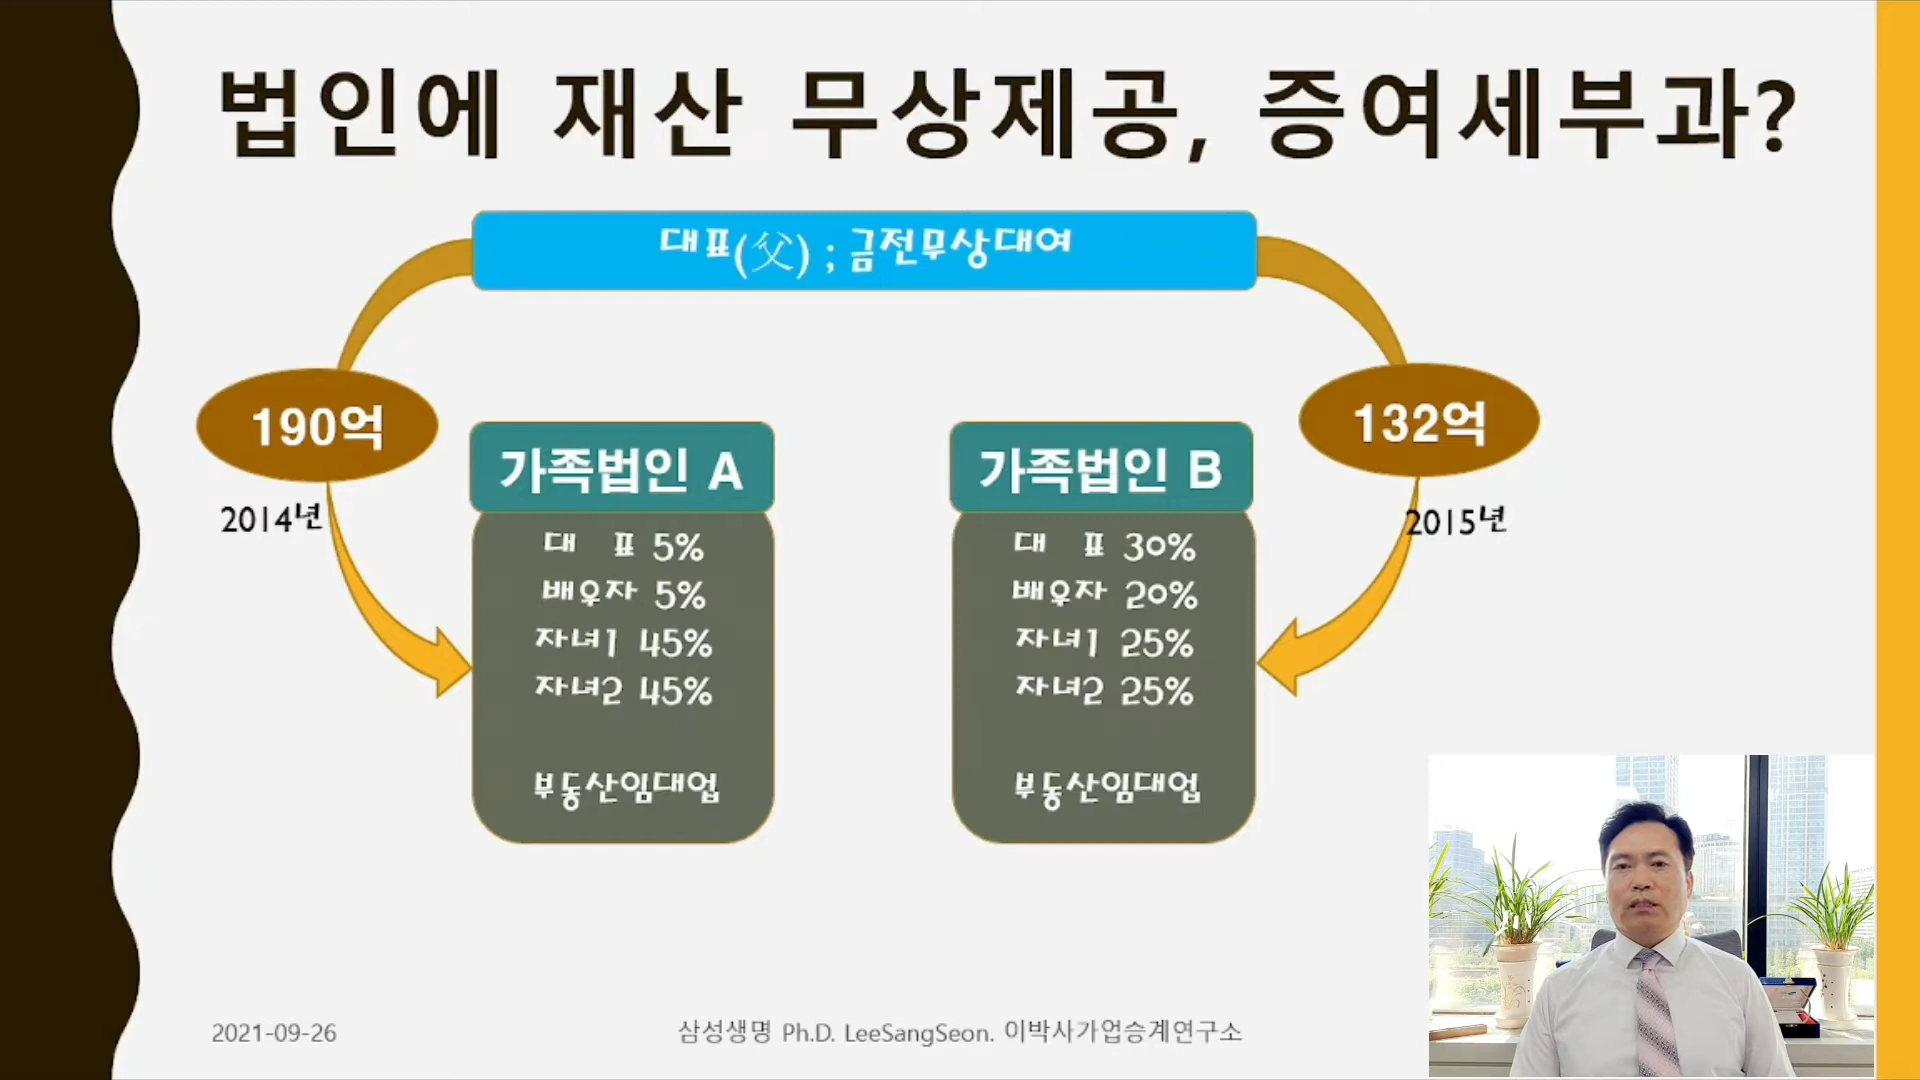 법인에 재산 무상제공, 증여세부과?
대표(父) ; 금전무상대여
190억
132억
2014년
2015년
가족법인 A
대 표 5%
배우자 5%
자녀1 45%
자녀2 45%
부동산임대업
가족법인 B
대 표 30%
배우자 20%
자녀1 25%
자녀2 25%
부동산임대업
2021-09-26
삼성생명 Ph.D. LeeSangSeon. 이박사가업승계연구소